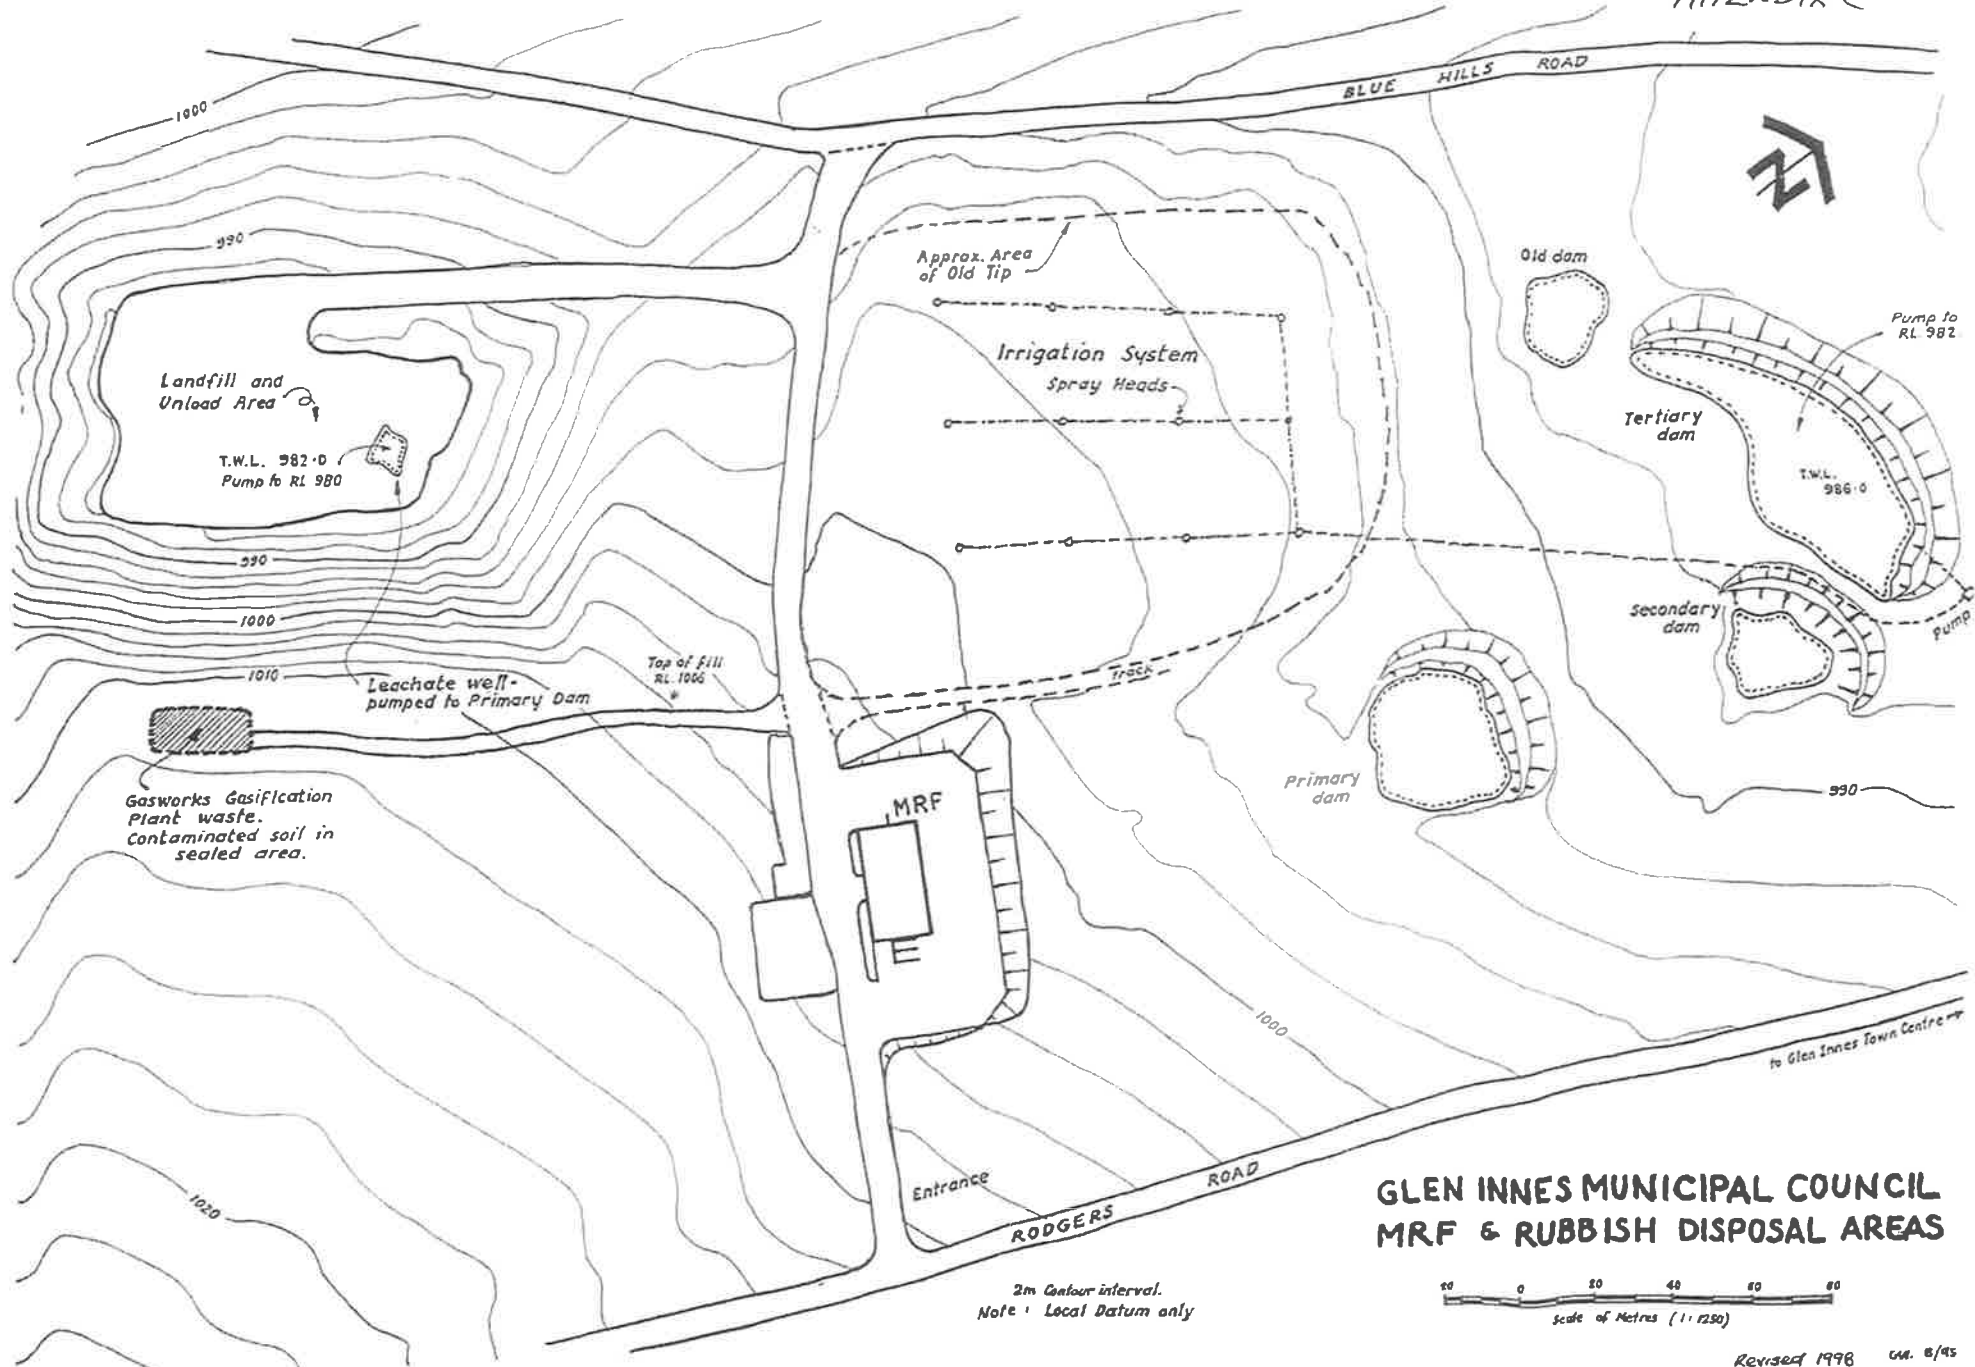 APPENDIX C
BLUE HILLS ROAD
1000
990
Approx. Area
of Old Tip
Old dam
Pump to
RL 982
Irrigation System
Spray Heads
Landfill and
Unload Area
T.W.L. 982·0
Pump to RL 980
Tertiary
dam
T.W.L.
986·0
990
1000
Secondary
dam
Pump
1010
Top of fill
RL. 1006
Track
Leachate well-
pumped to Primary Dam
Primary
dam
990
Gasworks Gasification
Plant waste.
Contaminated soil in
sealed area.
MRF
1000
to Glen Innes Town Centre
1020
Entrance
RODGERS ROAD
GLEN INNES MUNICIPAL COUNCIL
MRF & RUBBISH DISPOSAL AREAS
2m Contour interval.
Note : Local Datum only
20 0 20 40 60 80
Scale of Metres (1:1250)
Revised 1998
8/95